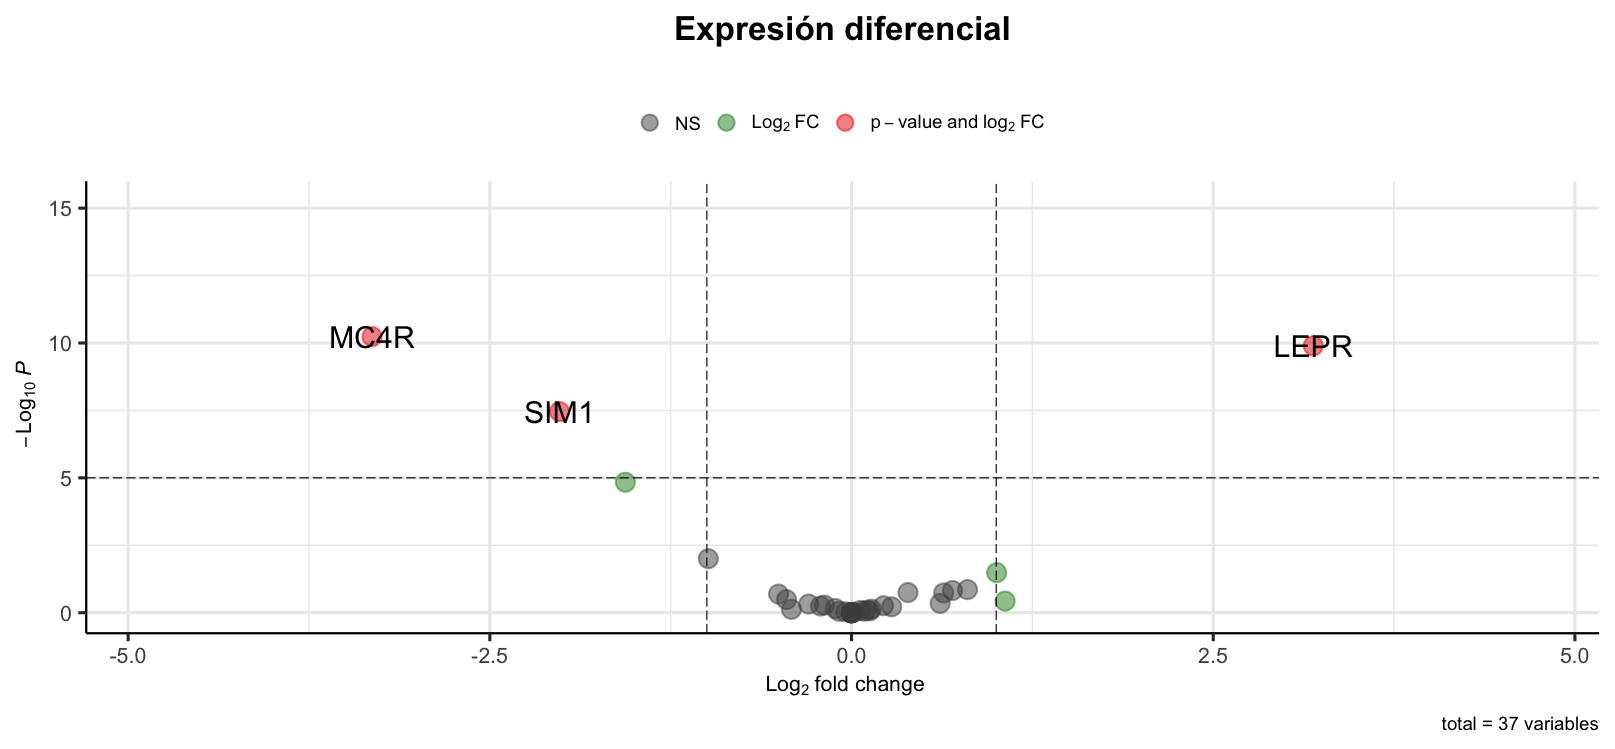 Expresión diferencial
NS Log₂ FC p − value and log₂ FC
15
10
5
0
−Log₁₀ P
MC4R
LEPR
SIM1
-5.0 -2.5 0.0 2.5 5.0
Log₂ fold change
total = 37 variables